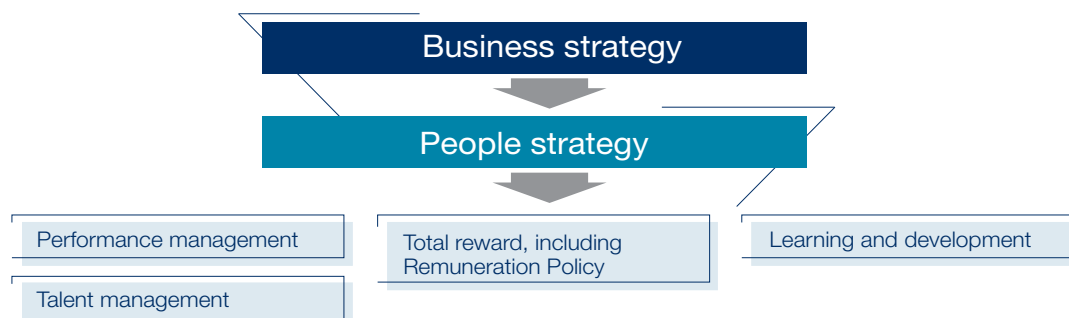 Business strategy
People strategy
Performance management
Total reward, including
Remuneration Policy
Learning and development
Talent management